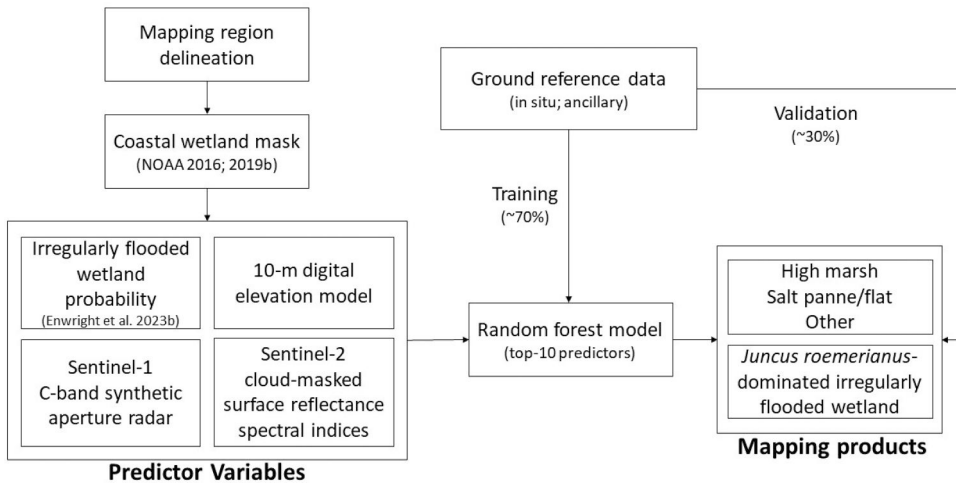 Mapping region
delineation
Coastal wetland mask
(NOAA 2016; 2019b)
Irregularly flooded
wetland
probability
(Enwright et al. 2023b)
10-m digital
elevation model
Sentinel-1
C-band synthetic
aperture radar
Sentinel-2
cloud-masked
surface reflectance
spectral indices
Predictor Variables
Ground reference data
(in situ; ancillary)
Training
(~70%)
Validation
(~30%)
Random forest model
(top-10 predictors)
High marsh
Salt panne/flat
Other
Juncus roemerianus-
dominated irregularly
flooded wetland
Mapping products